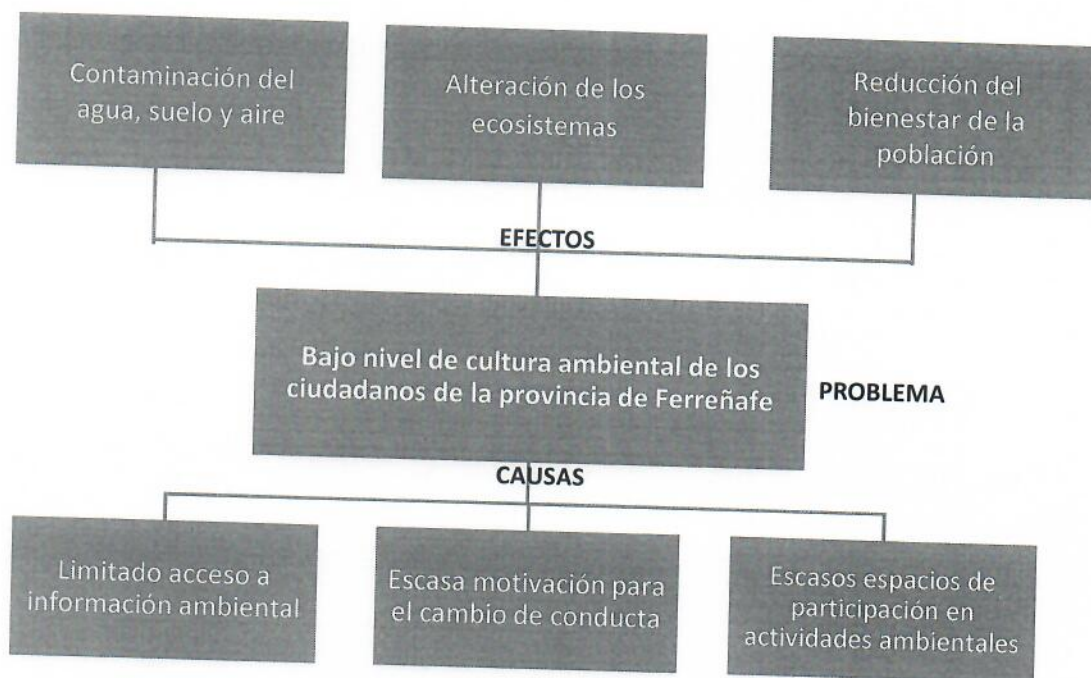 Contaminación del
agua, suelo y aire
Alteración de los
ecosistemas
Reducción del
bienestar de la
población
EFECTOS
Bajo nivel de cultura ambiental de los
ciudadanos de la provincia de Ferreñafe
PROBLEMA
CAUSAS
Limitado acceso a
información ambiental
Escasa motivación para
el cambio de conducta
Escasos espacios de
participación en
actividades ambientales